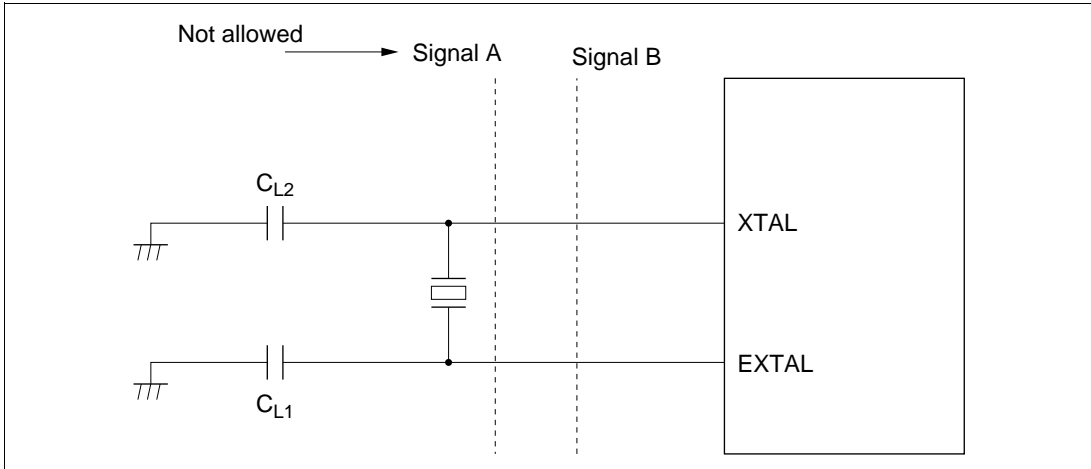 Not allowed
Signal A
Signal B
CL2
XTAL
EXTAL
CL1